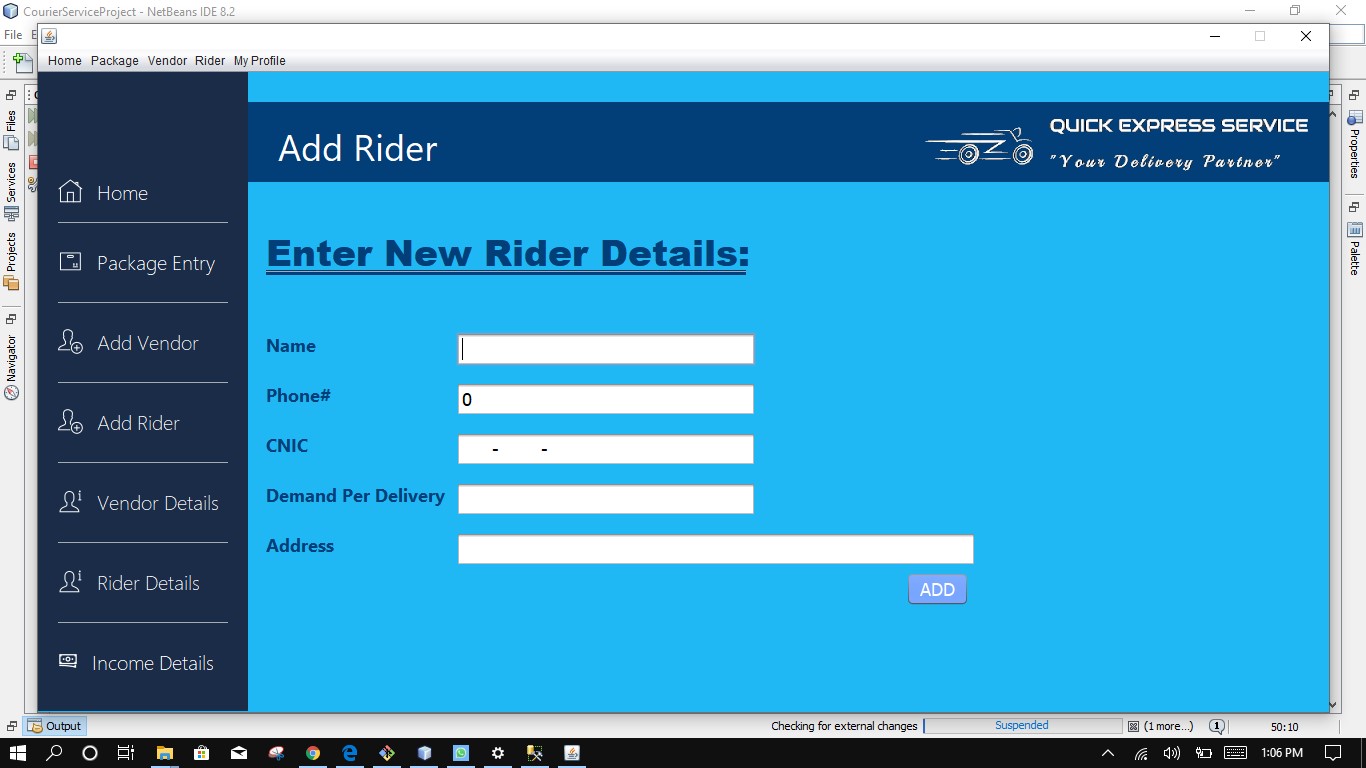 CourierServiceProject - NetBeans IDE 8.2
File
Home Package Vendor Rider My Profile
Add Rider
QUICK EXPRESS SERVICE
"Your Delivery Partner"
Home
Package Entry
Add Vendor
Add Rider
Vendor Details
Rider Details
Income Details
Enter New Rider Details:
Name
Phone#
0
CNIC
- -
Demand Per Delivery
Address
ADD
Files
Services
Projects
Navigator
Properties
Palette
Output
Checking for external changes
Suspended
(1 more...)
1
50:10
1:06 PM